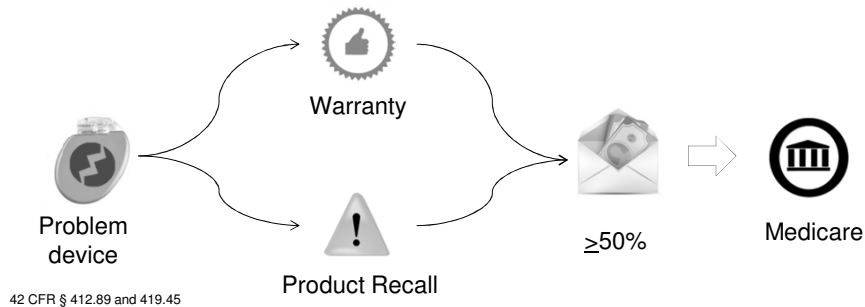 Warranty
Problem
device
Product Recall
≥50%
Medicare
42 CFR § 412.89 and 419.45